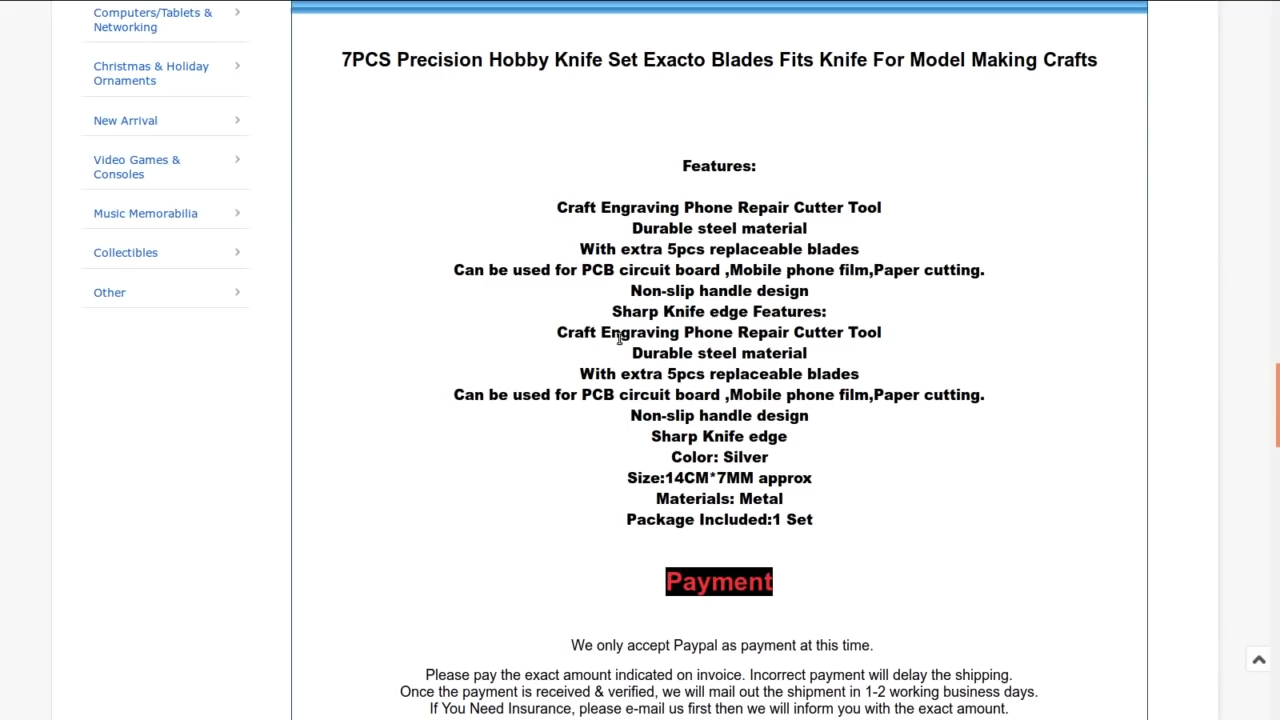 Computers/Tablets &
Networking
Christmas & Holiday
Ornaments
New Arrival
Video Games &
Consoles
Music Memorabilia
Collectibles
Other
7PCS Precision Hobby Knife Set Exacto Blades Fits Knife For Model Making Crafts
Features:
Craft Engraving Phone Repair Cutter Tool
Durable steel material
With extra 5pcs replaceable blades
Can be used for PCB circuit board ,Mobile phone film,Paper cutting.
Non-slip handle design
Sharp Knife edge Features:
Craft Engraving Phone Repair Cutter Tool
Durable steel material
With extra 5pcs replaceable blades
Can be used for PCB circuit board ,Mobile phone film,Paper cutting.
Non-slip handle design
Sharp Knife edge
Color: Silver
Size:14CM*7MM approx
Materials: Metal
Package Included:1 Set
Payment
We only accept Paypal as payment at this time.
Please pay the exact amount indicated on invoice. Incorrect payment will delay the shipping.
Once the payment is received & verified, we will mail out the shipment in 1-2 working business days.
If You Need Insurance, please e-mail us first then we will inform you with the exact amount.